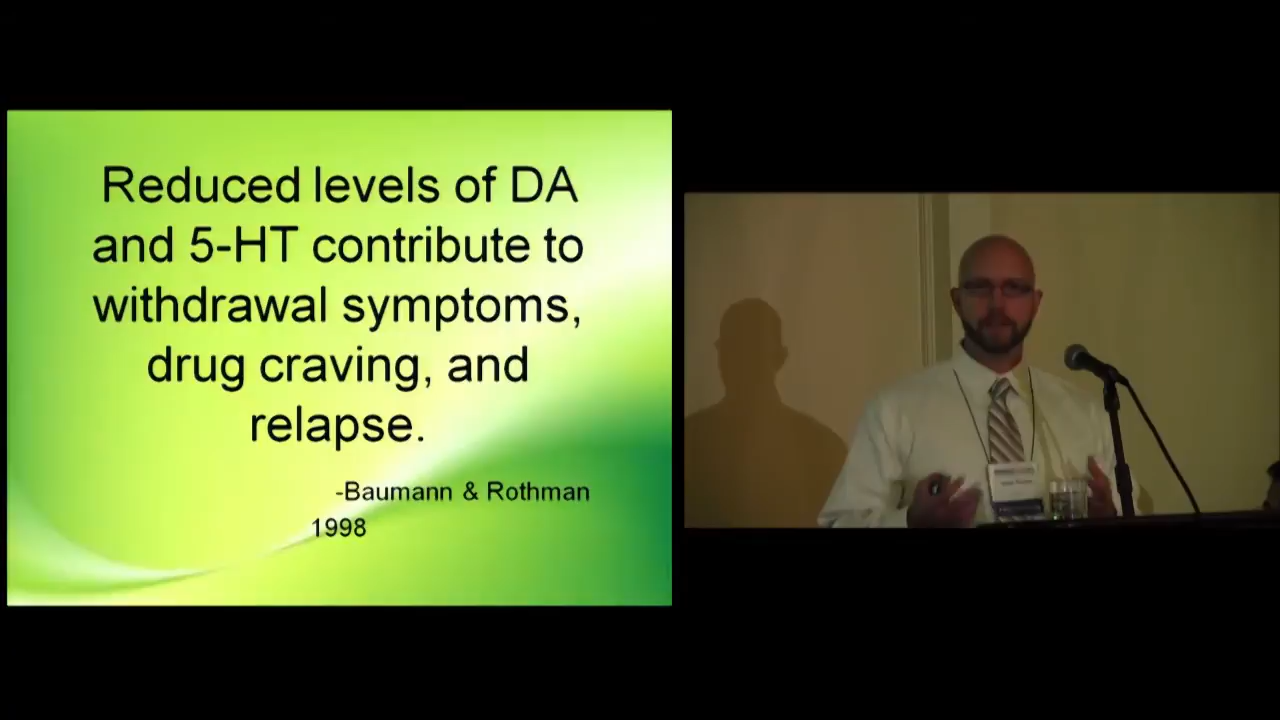 Reduced levels of DA
and 5-HT contribute to
withdrawal symptoms,
drug craving, and
relapse.
-Baumann & Rothman
1998